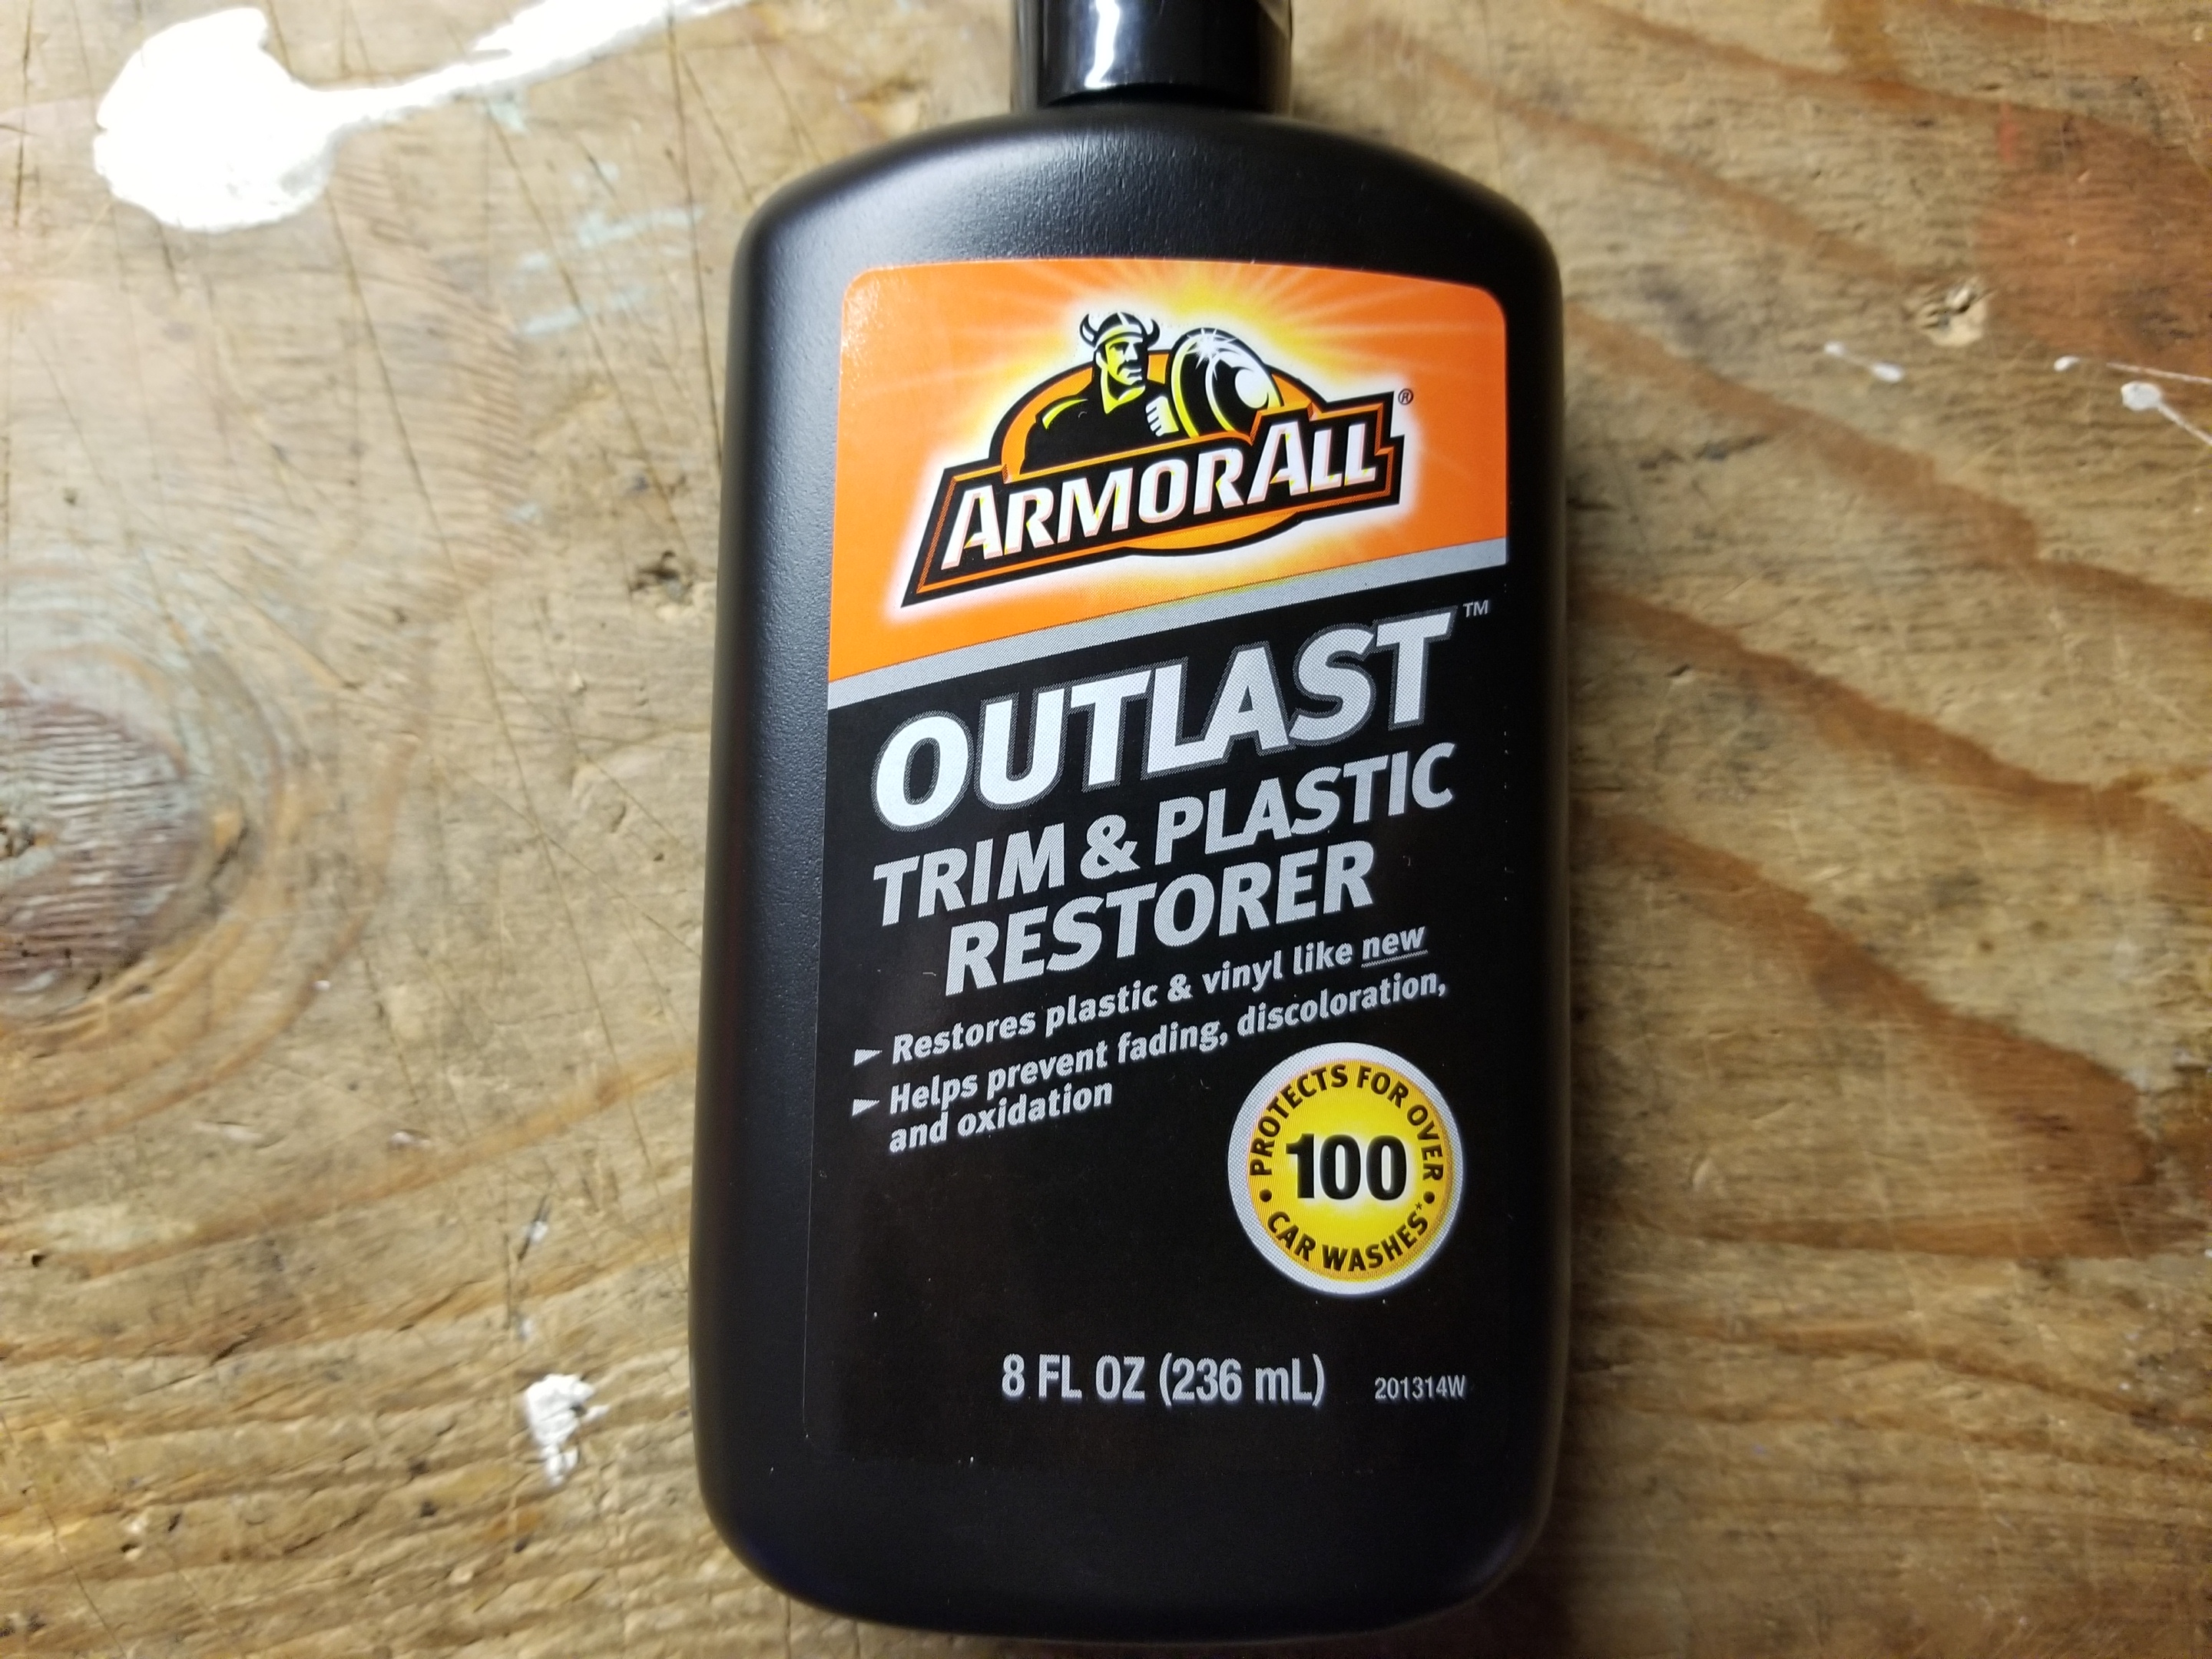 ARMORALL®
OUTLAST™
TRIM & PLASTIC
RESTORER
► Restores plastic & vinyl like new
► Helps prevent fading, discoloration,
and oxidation
• PROTECTS FOR OVER •
100
CAR WASHES*
8 FL OZ (236 mL)
201314W